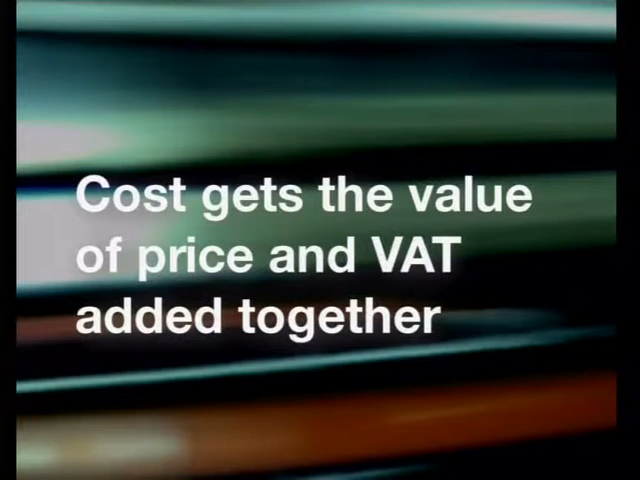 Cost gets the value
of price and VAT
added together